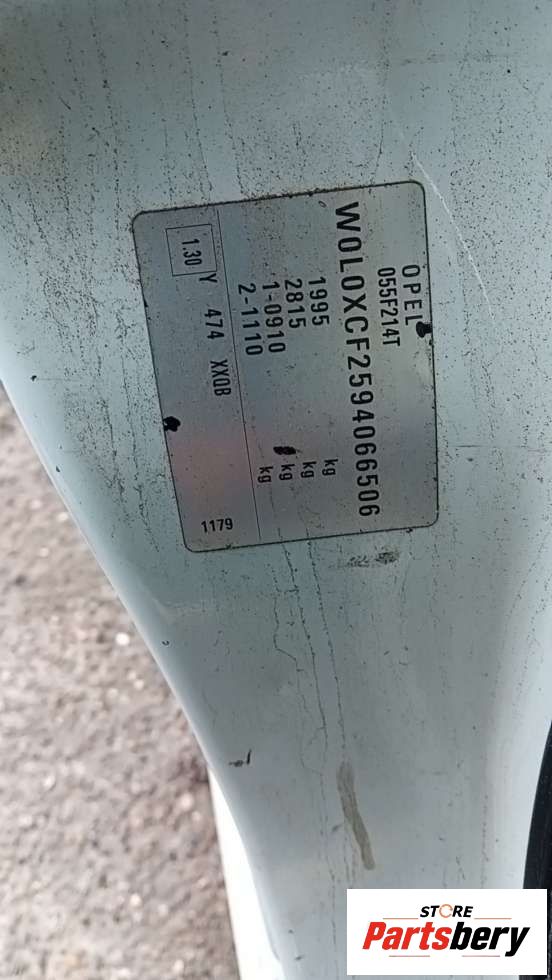 OPEL
055F214T
W0L0XCF2594066506
1995 kg
2815 kg
1-0910 kg
2-1110 kg
1.30 Y 474 XX0B
1179
STORE
Partsbery